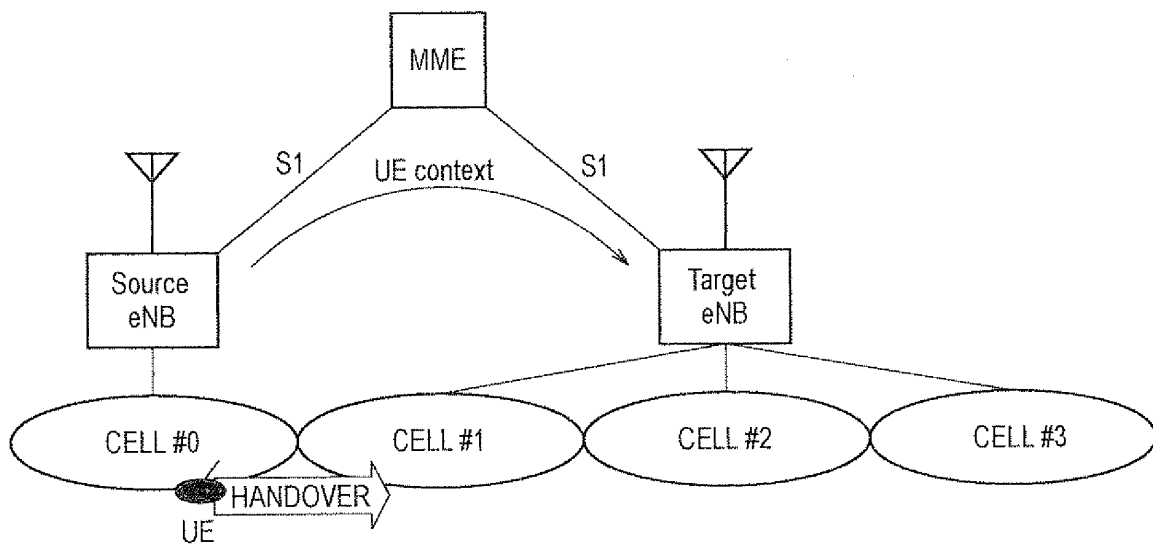 MME
S1
UE context
S1
Source
eNB
Target
eNB
CELL #0
CELL #1
CELL #2
CELL #3
HANDOVER
UE